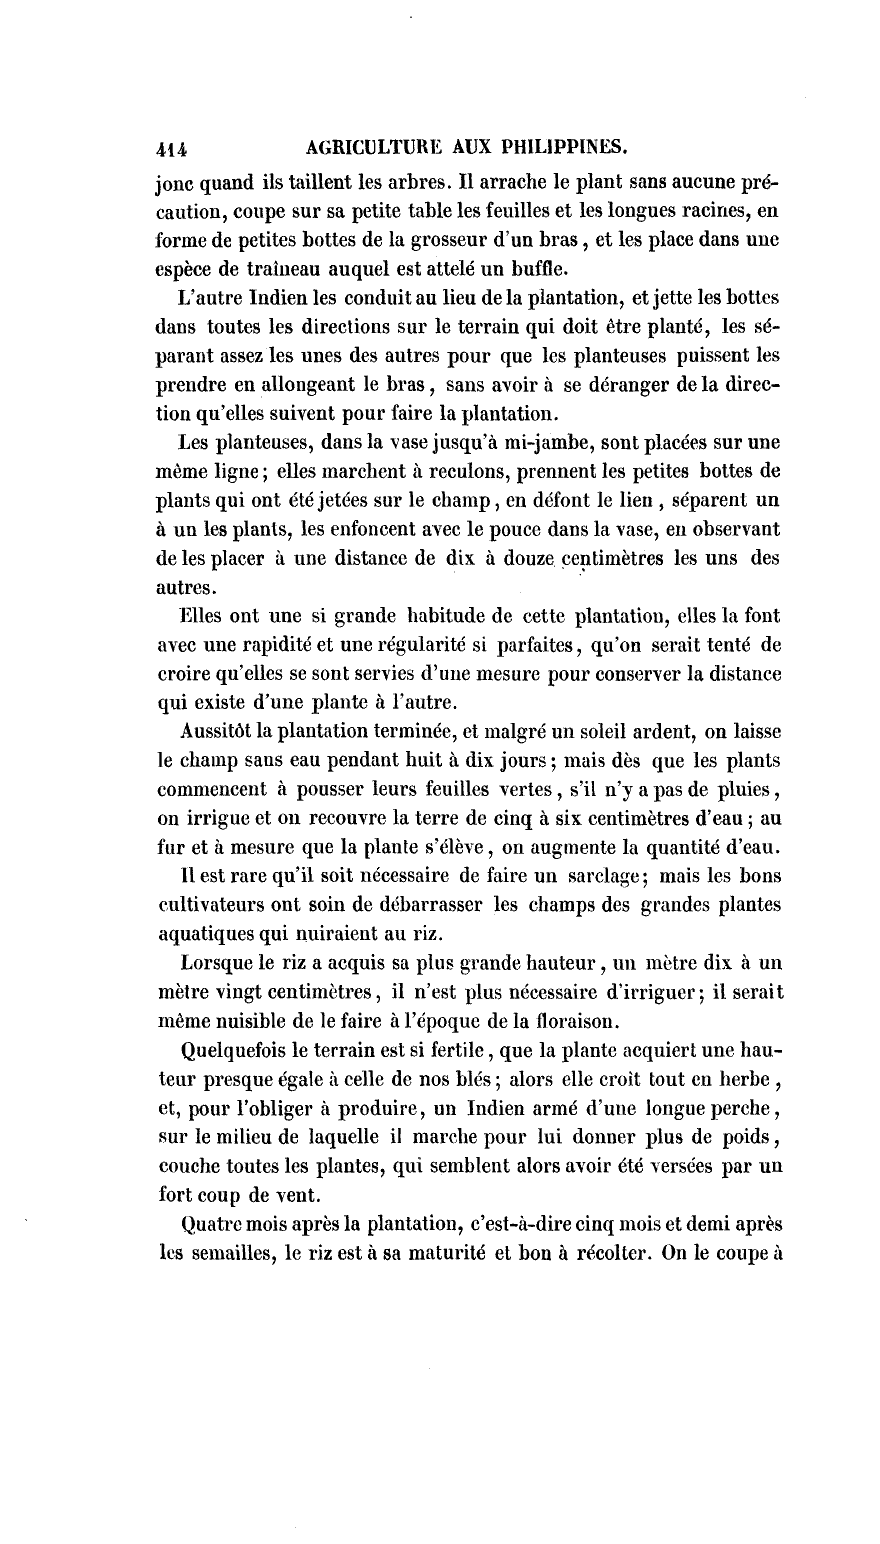 414 AGRICULTURE AUX PHILIPPINES.
jonc quand ils taillent les arbres. Il arrache le plant sans aucune pré-
caution, coupe sur sa petite table les feuilles et les longues racines, en
forme de petites bottes de la grosseur d'un bras, et les place dans une
espèce de traîneau auquel est attelé un buffle.
L'autre Indien les conduit au lieu de la plantation, et jette les bottes
dans toutes les directions sur le terrain qui doit être planté, les sé-
parant assez les unes des autres pour que les planteuses puissent les
prendre en allongeant le bras, sans avoir à se déranger de la direc-
tion qu'elles suivent pour faire la plantation.
Les planteuses, dans la vase jusqu'à mi-jambe, sont placées sur une
même ligne; elles marchent à reculons, prennent les petites bottes de
plants qui ont été jetées sur le champ, en défont le lien, séparent un
à un les plants, les enfoncent avec le pouce dans la vase, en observant
de les placer à une distance de dix à douze centimètres les uns des
autres.
Elles ont une si grande habitude de cette plantation, elles la font
avec une rapidité et une régularité si parfaites, qu'on serait tenté de
croire qu'elles se sont servies d'une mesure pour conserver la distance
qui existe d'une plante à l'autre.
Aussitôt la plantation terminée, et malgré un soleil ardent, on laisse
le champ sans eau pendant huit à dix jours; mais dès que les plants
commencent à pousser leurs feuilles vertes, s'il n'y a pas de pluies,
on irrigue et on recouvre la terre de cinq à six centimètres d'eau; au
fur et à mesure que la plante s'élève, on augmente la quantité d'eau.
Il est rare qu'il soit nécessaire de faire un sarclage; mais les bons
cultivateurs ont soin de débarrasser les champs des grandes plantes
aquatiques qui nuiraient au riz.
Lorsque le riz a acquis sa plus grande hauteur, un mètre dix à un
mètre vingt centimètres, il n'est plus nécessaire d'irriguer; il serait
même nuisible de le faire à l'époque de la floraison.
Quelquefois le terrain est si fertile, que la plante acquiert une hau-
teur presque égale à celle de nos blés; alors elle croît tout en herbe,
et, pour l'obliger à produire, un Indien armé d'une longue perche,
sur le milieu de laquelle il marche pour lui donner plus de poids,
couche toutes les plantes, qui semblent alors avoir été versées par un
fort coup de vent.
Quatre mois après la plantation, c'est-à-dire cinq mois et demi après
les semailles, le riz est à sa maturité et bon à récolter. On le coupe à